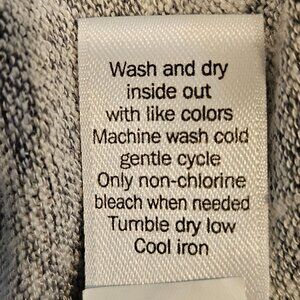 Wash and dry
inside out
with like colors
Machine wash cold
gentle cycle
Only non-chlorine
bleach when needed
Tumble dry low
Cool iron